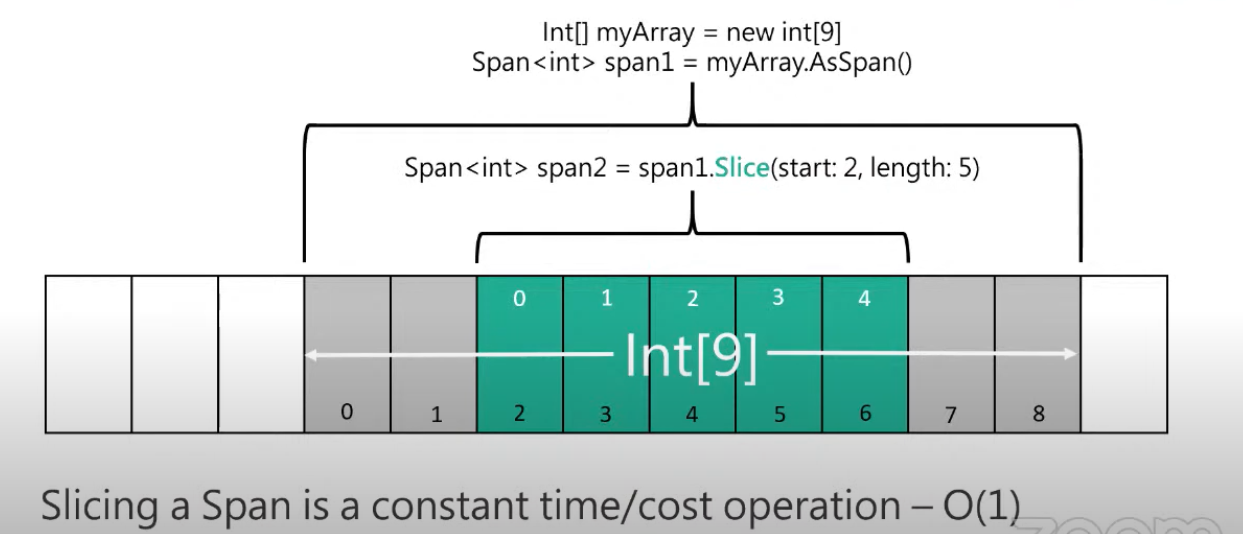 Int[] myArray = new int[9]
Span<int> span1 = myArray.AsSpan()
Span<int> span2 = span1.Slice(start: 2, length: 5)
0 1 2 3 4
Int[9]
0 1 2 3 4 5 6 7 8
Slicing a Span is a constant time/cost operation – O(1)
zoom